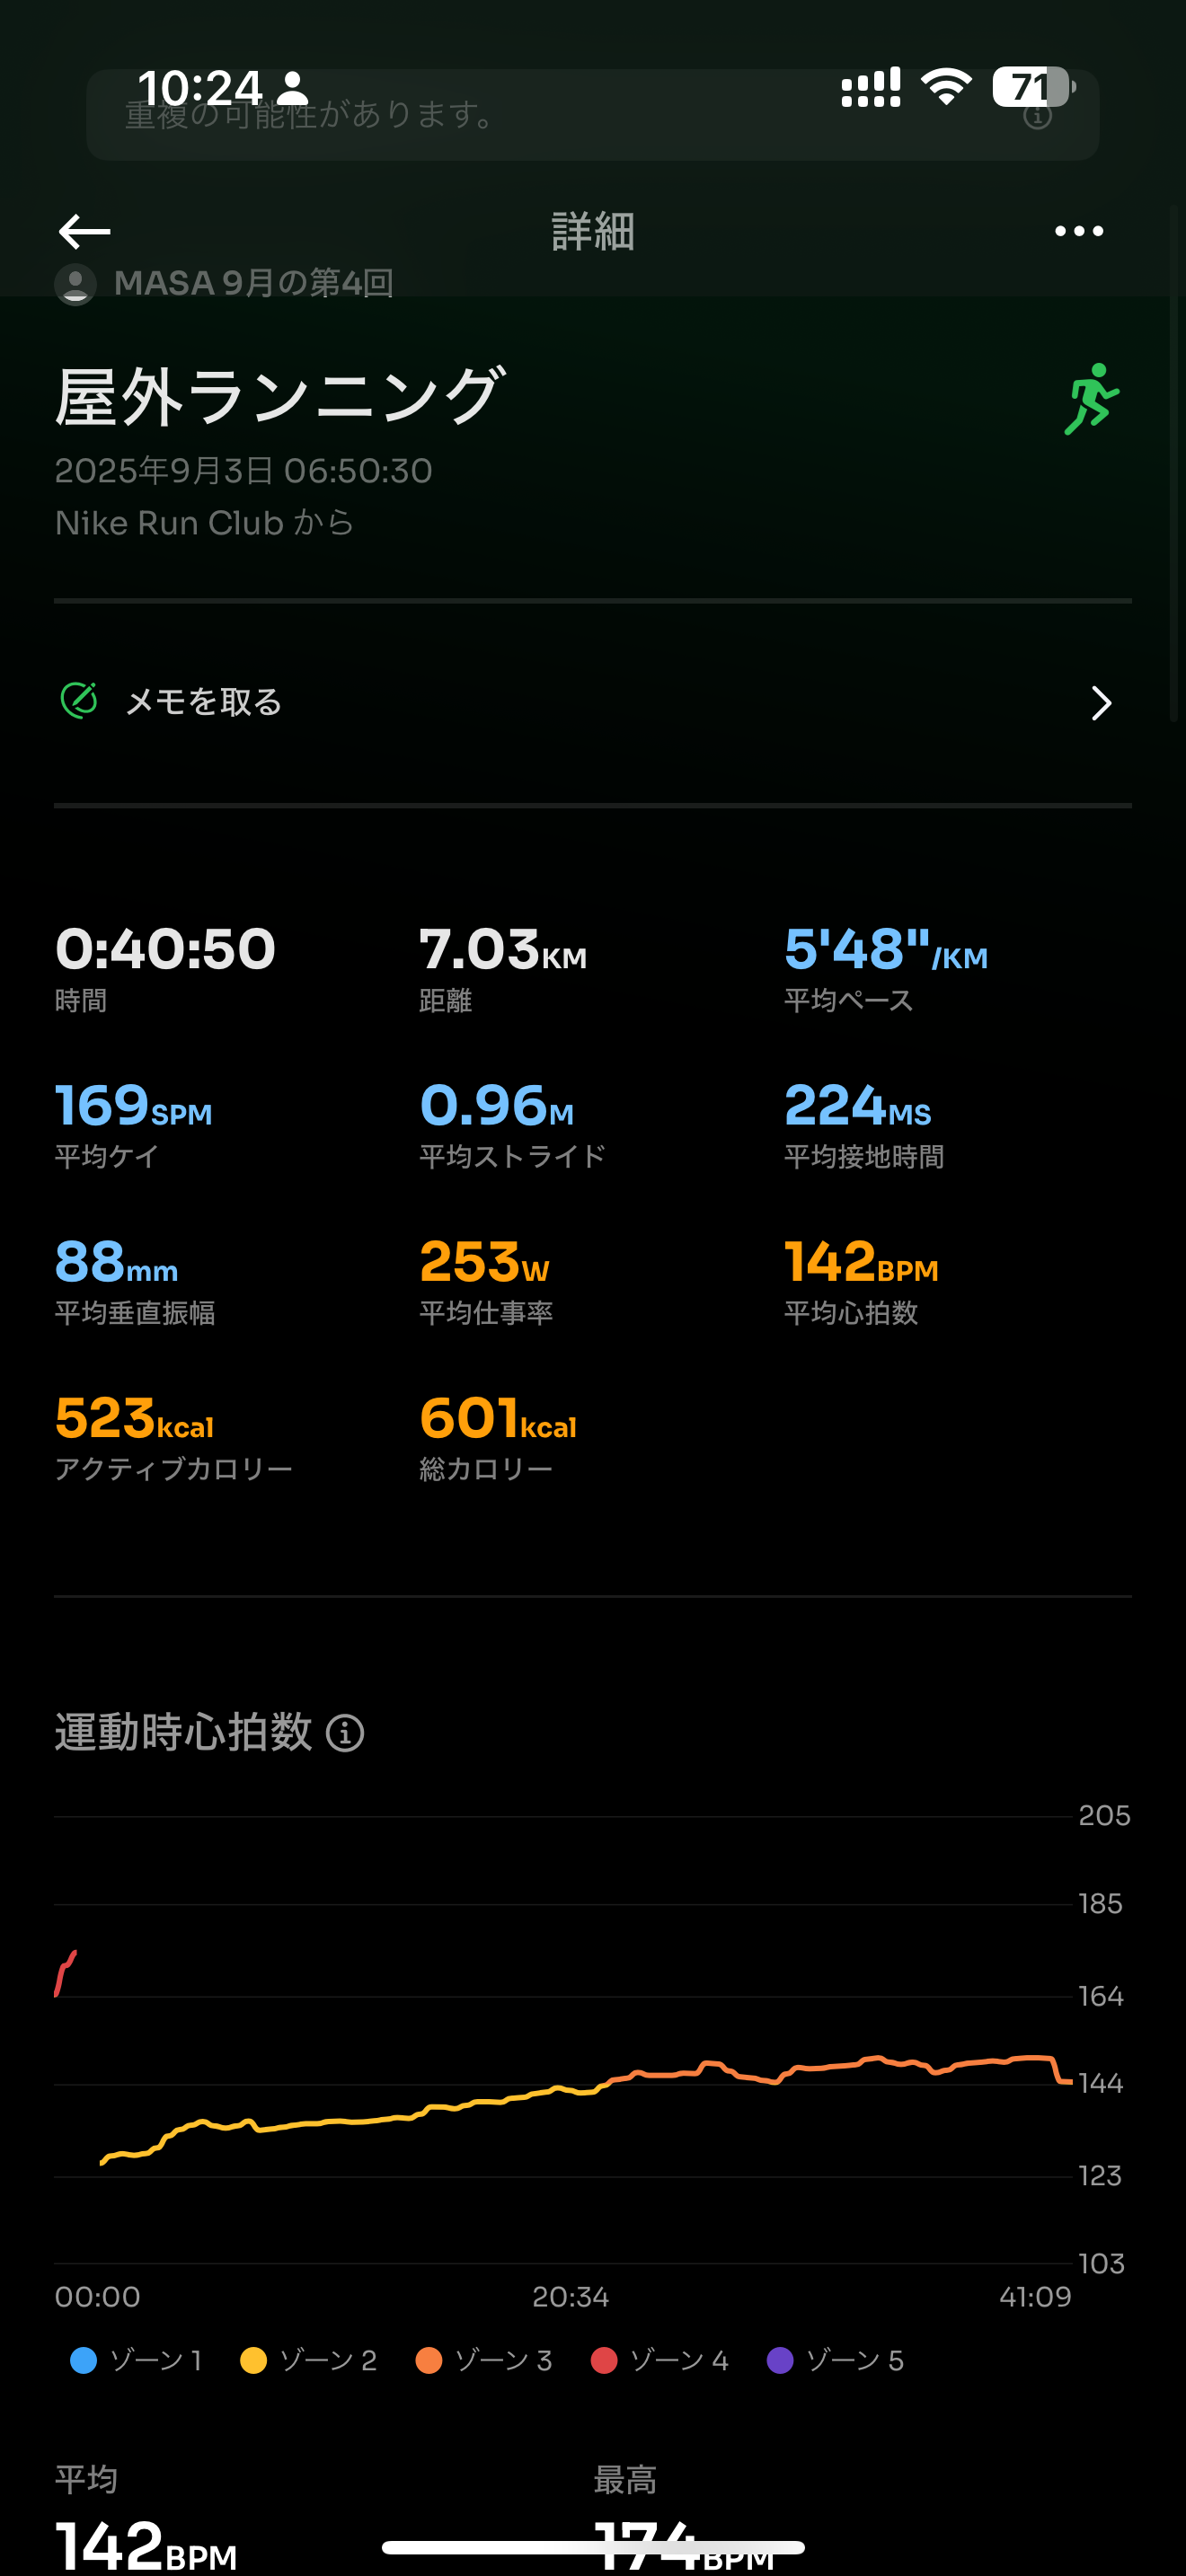 10:24
71
重複の可能性があります。
詳細
MASA 9月の第4回
屋外ランニング
2025年9月3日 06:50:30
Nike Run Club から
メモを取る
0:40:50 7.03KM 5'48"/KM
時間 距離 平均ペース
169SPM 0.96M 224MS
平均ケイ 平均ストライド 平均接地時間
88mm 253W 142BPM
平均垂直振幅 平均仕事率 平均心拍数
523kcal 601kcal
アクティブカロリー 総カロリー
運動時心拍数
205
185
164
144
123
103
00:00 20:34 41:09
ゾーン 1 ゾーン 2 ゾーン 3 ゾーン 4 ゾーン 5
平均 最高
142BPM 174BPM